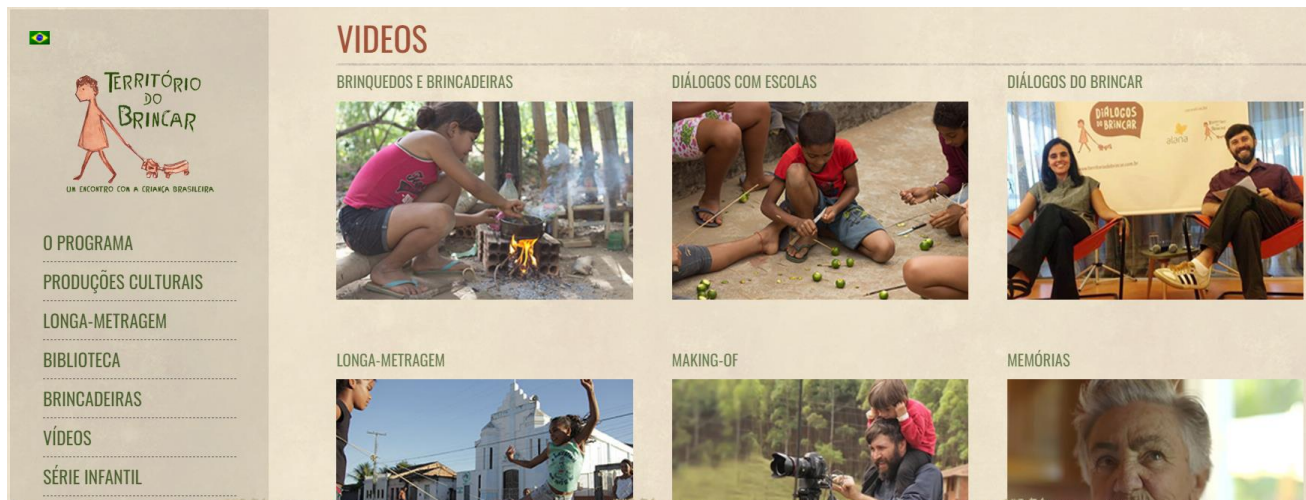 TERRITÓRIO
DO
BRINCAR
UM ENCONTRO COM A CRIANÇA BRASILEIRA
O PROGRAMA
PRODUÇÕES CULTURAIS
LONGA-METRAGEM
BIBLIOTECA
BRINCADEIRAS
VÍDEOS
SÉRIE INFANTIL
VIDEOS
BRINQUEDOS E BRINCADEIRAS
DIÁLOGOS COM ESCOLAS
DIÁLOGOS DO BRINCAR
DIÁLOGOS
DO BRINCAR
alana
LONGA-METRAGEM
MAKING-OF
MEMÓRIAS